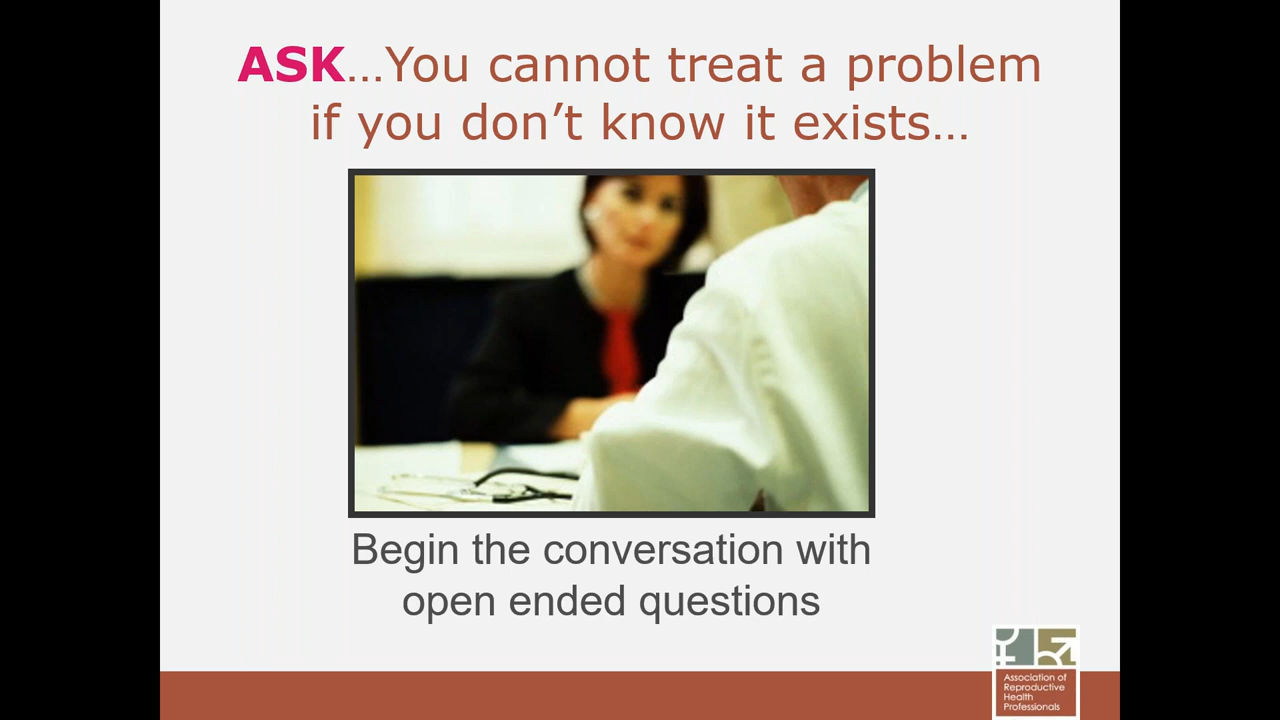 ASK…You cannot treat a problem
if you don’t know it exists…
Begin the conversation with
open ended questions
Association of
Reproductive
Health
Professionals